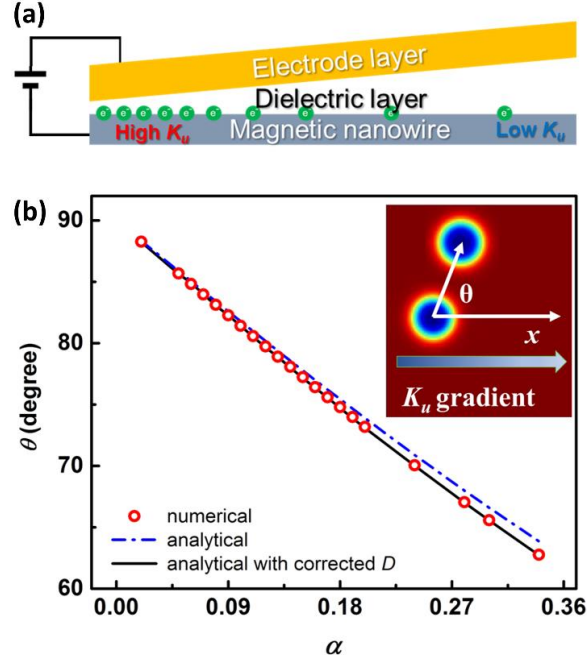 (a)
Electrode layer
Dielectric layer
e⁻ e⁻ e⁻ e⁻ e⁻ e⁻ e⁻ e⁻ e⁻ e⁻
High Kᵤ Magnetic nanowire Low Kᵤ
(b)
90
80
70
60
θ (degree)
θ
x
Kᵤ gradient
numerical
analytical
analytical with corrected D
0.00 0.09 0.18 0.27 0.36
α